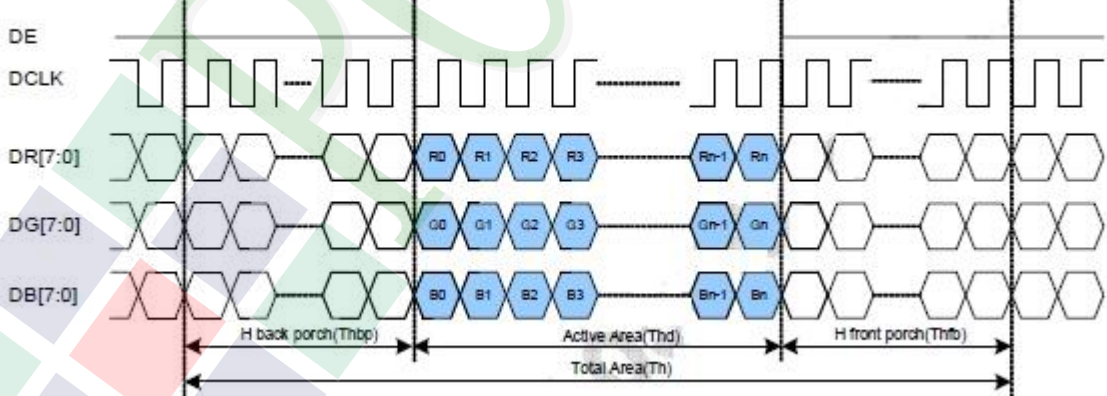 DE
DCLK
DR[7:0] R0 R1 R2 R3 Rn-1 Rn
DG[7:0] G0 G1 G2 G3 Gn-1 Gn
DB[7:0] B0 B1 B2 B3 Bn-1 Bn
H back porch(Thbp) Active Area(Thd) H front porch(Thfp)
Total Area(Th)